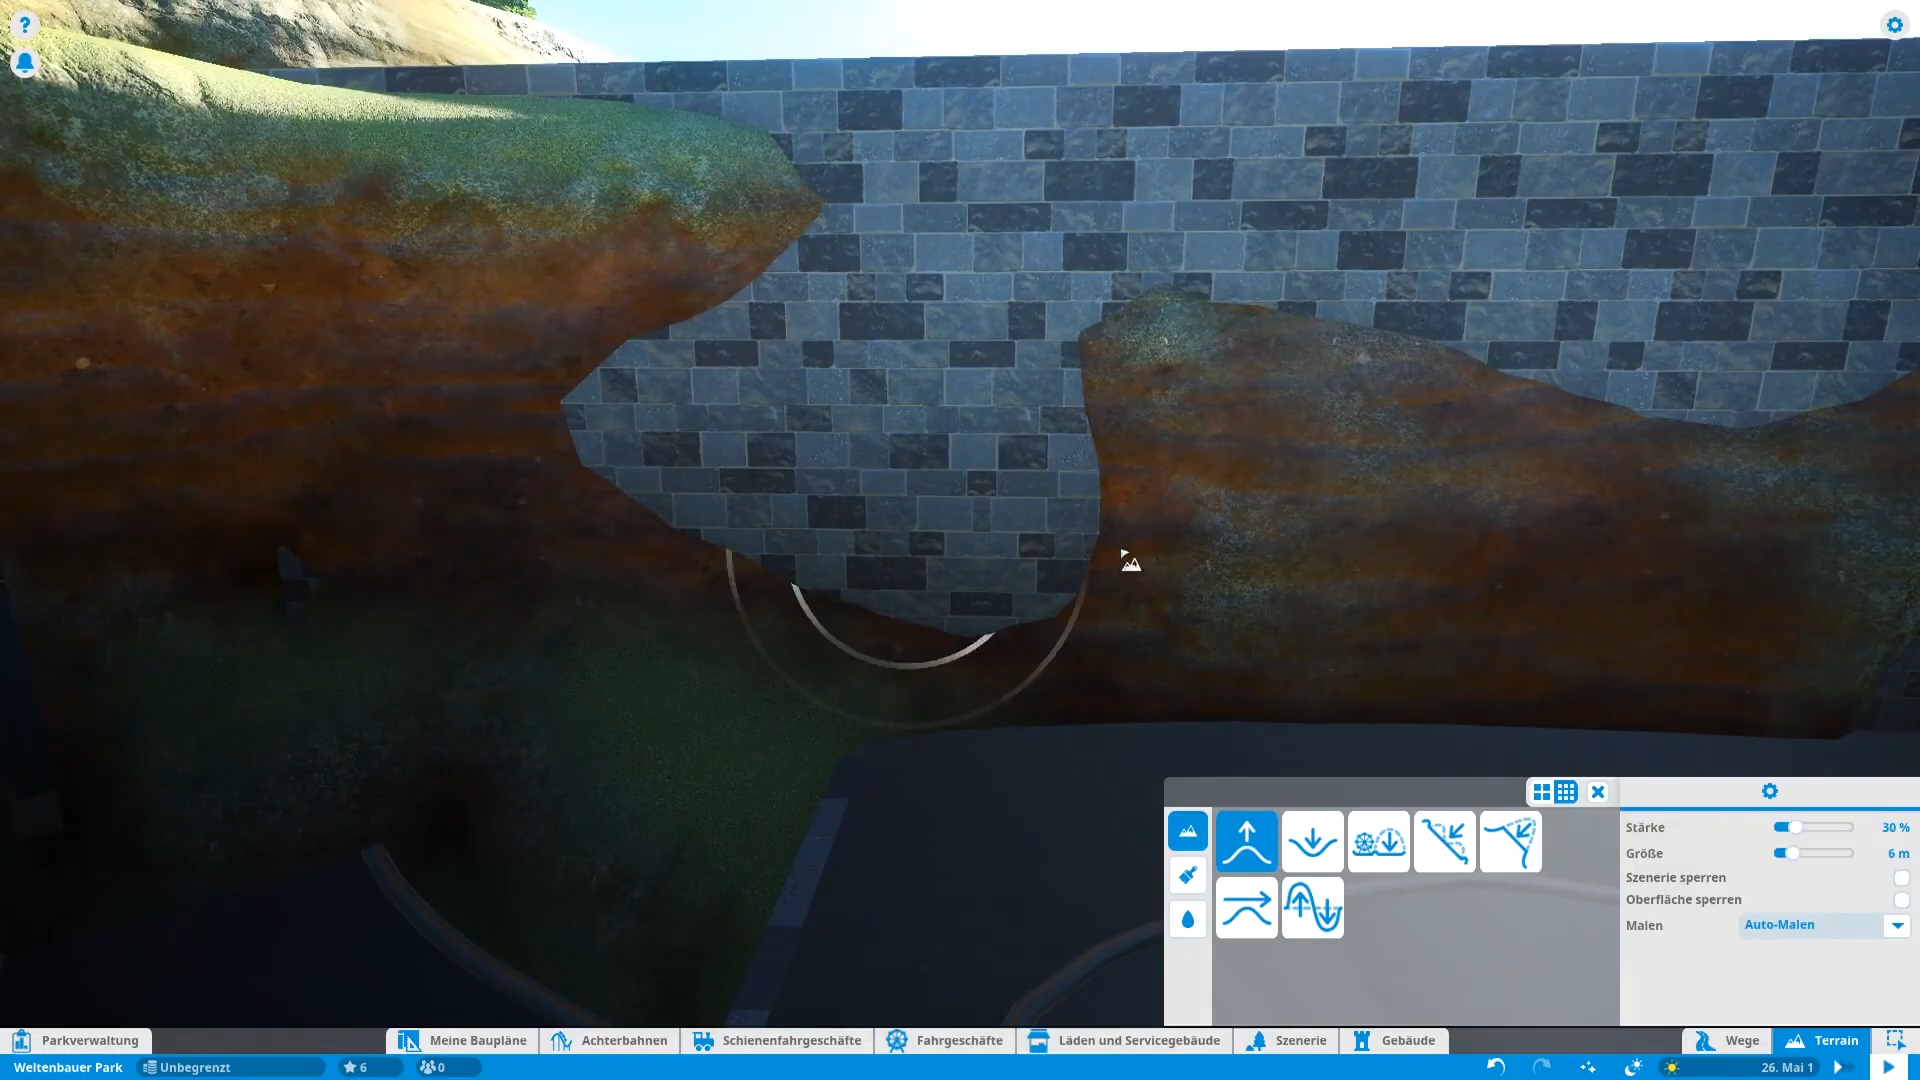 ?
Stärke
30 %
Größe
6 m
Szenerie sperren
Oberfläche sperren
Malen
Auto-Malen
Parkverwaltung
Meine Baupläne
Achterbahnen
Schienenfahrgeschäfte
Fahrgeschäfte
Läden und Servicegebäude
Szenerie
Gebäude
Wege
Terrain
Weltenbauer Park
Unbegrenzt
6
0
26. Mai 1